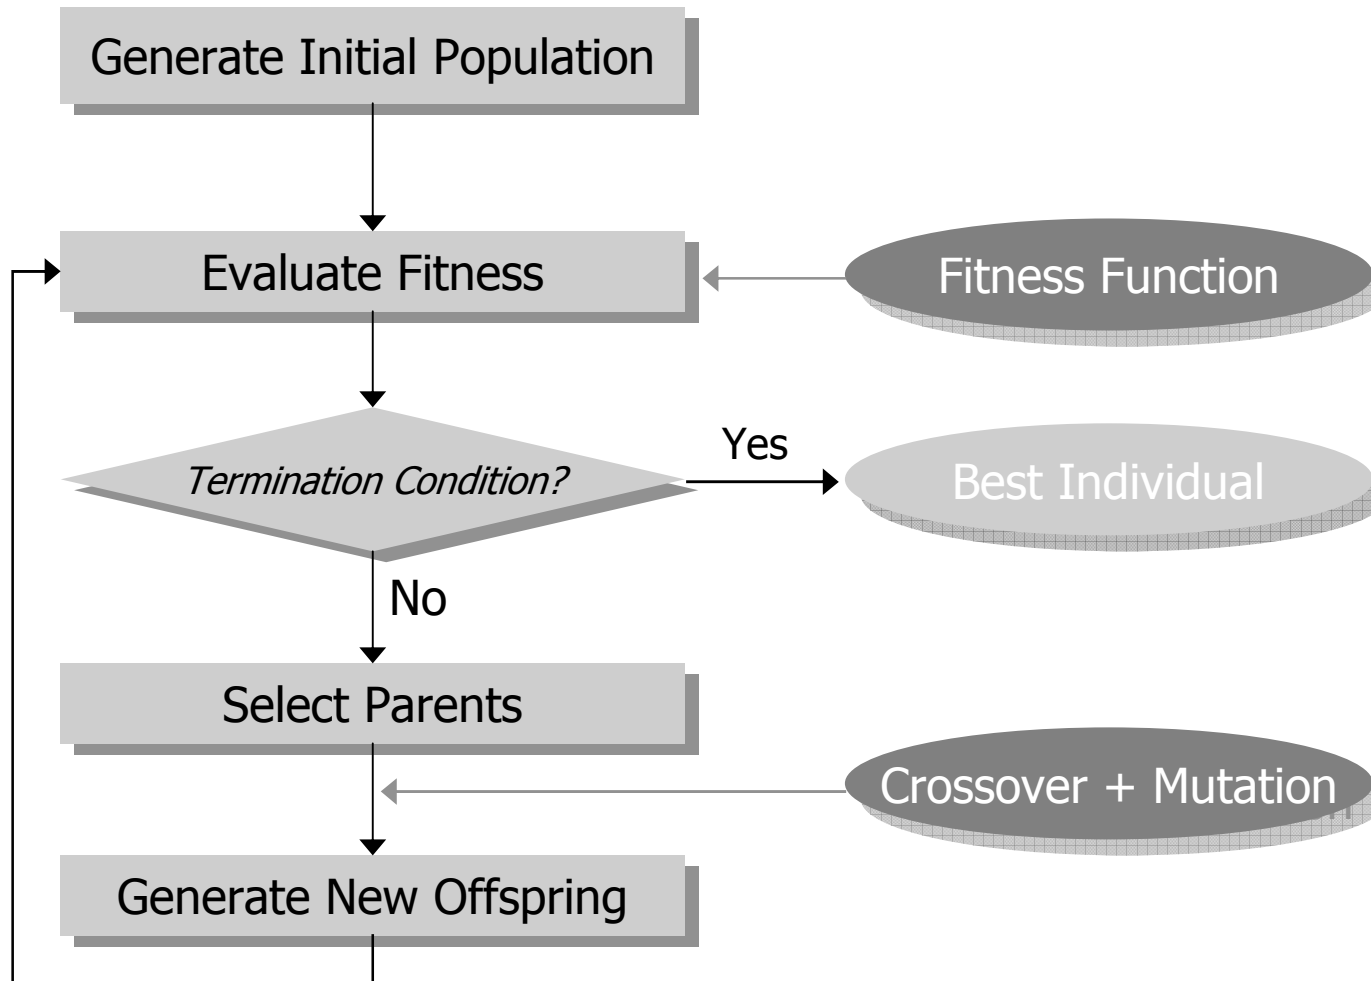 Generate Initial Population
Evaluate Fitness
Fitness Function
Termination Condition?
Yes
Best Individual
No
Select Parents
Crossover + Mutation
Generate New Offspring